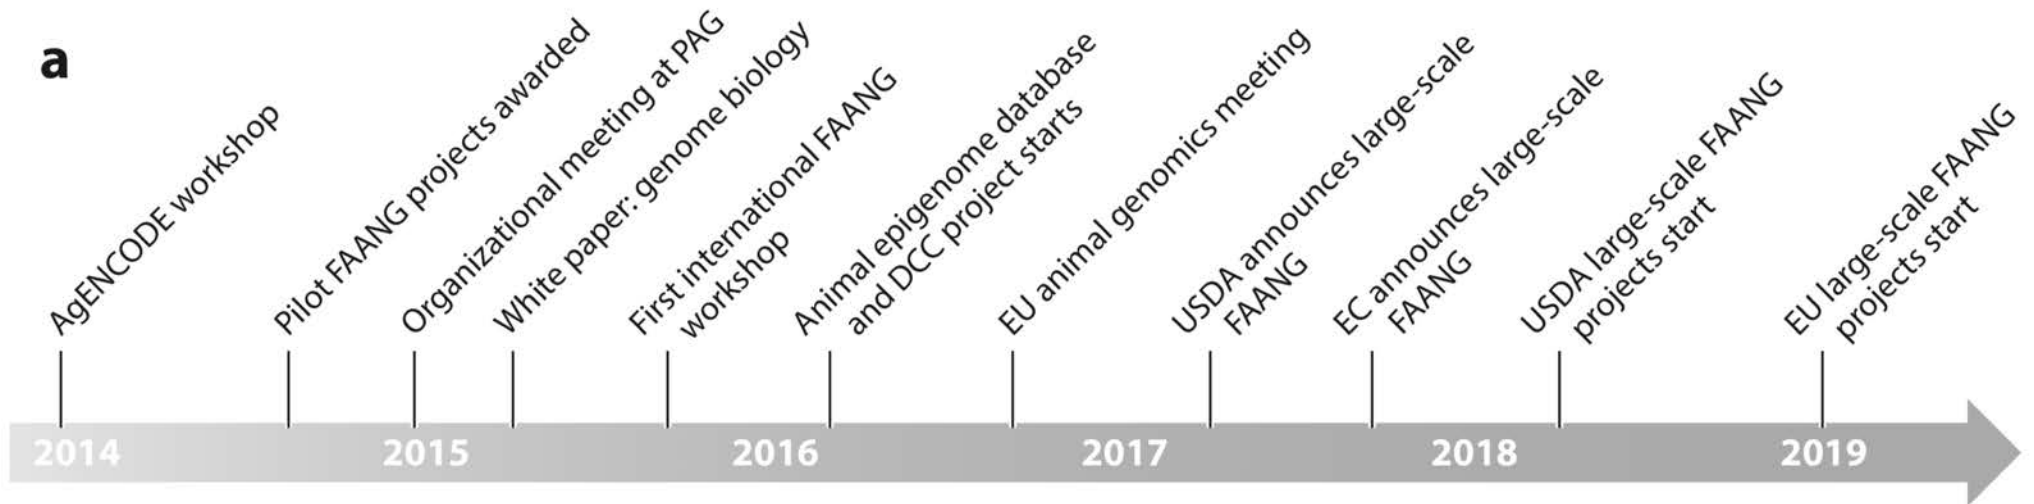 a
AgENCODE workshop
Pilot FAANG projects awarded
Organizational meeting at PAG
White paper: genome biology
First international FAANG
workshop
Animal epigenome database
and DCC project starts
EU animal genomics meeting
USDA announces large-scale
FAANG
EC announces large-scale
FAANG
USDA large-scale FAANG
projects start
EU large-scale FAANG
projects start
2014 2015 2016 2017 2018 2019